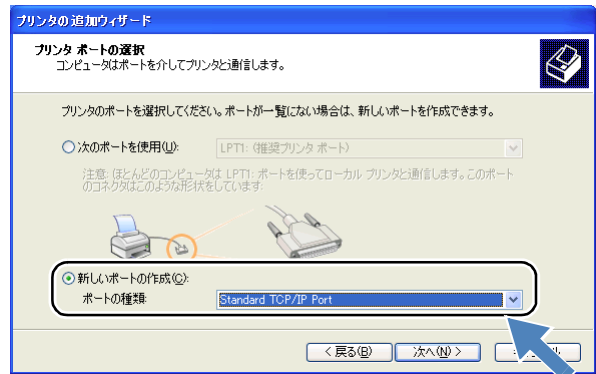 プリンタの追加ウィザード
プリンタ ポートの選択
コンピュータはポートを介してプリンタと通信します。
プリンタのポートを選択してください。ポートが一覧にない場合は、新しいポートを作成できます。
次のポートを使用(U):
LPT1: (推奨プリンタ ポート)
注意: ほとんどのコンピュータは LPT1: ポートを使ってローカル プリンタと通信します。このポート
のコネクタはこのような形状をしています:
新しいポートの作成(C):
ポートの種類:
Standard TCP/IP Port
< 戻る(B)
次へ(N) >